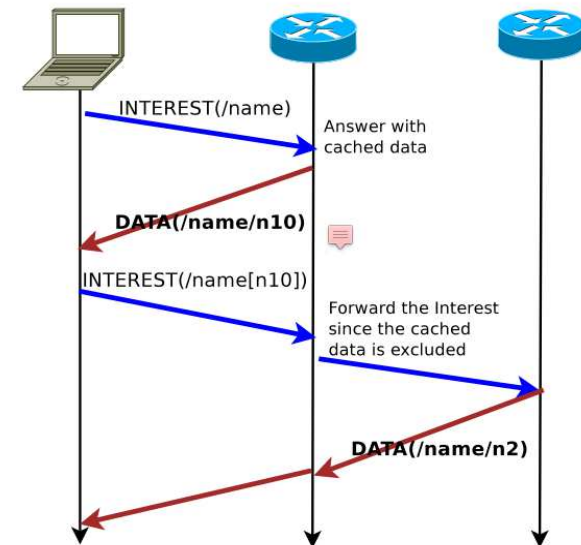 INTEREST(/name)
Answer with
cached data
DATA(/name/n10)
INTEREST(/name[n10])
Forward the Interest
since the cached
data is excluded
DATA(/name/n2)